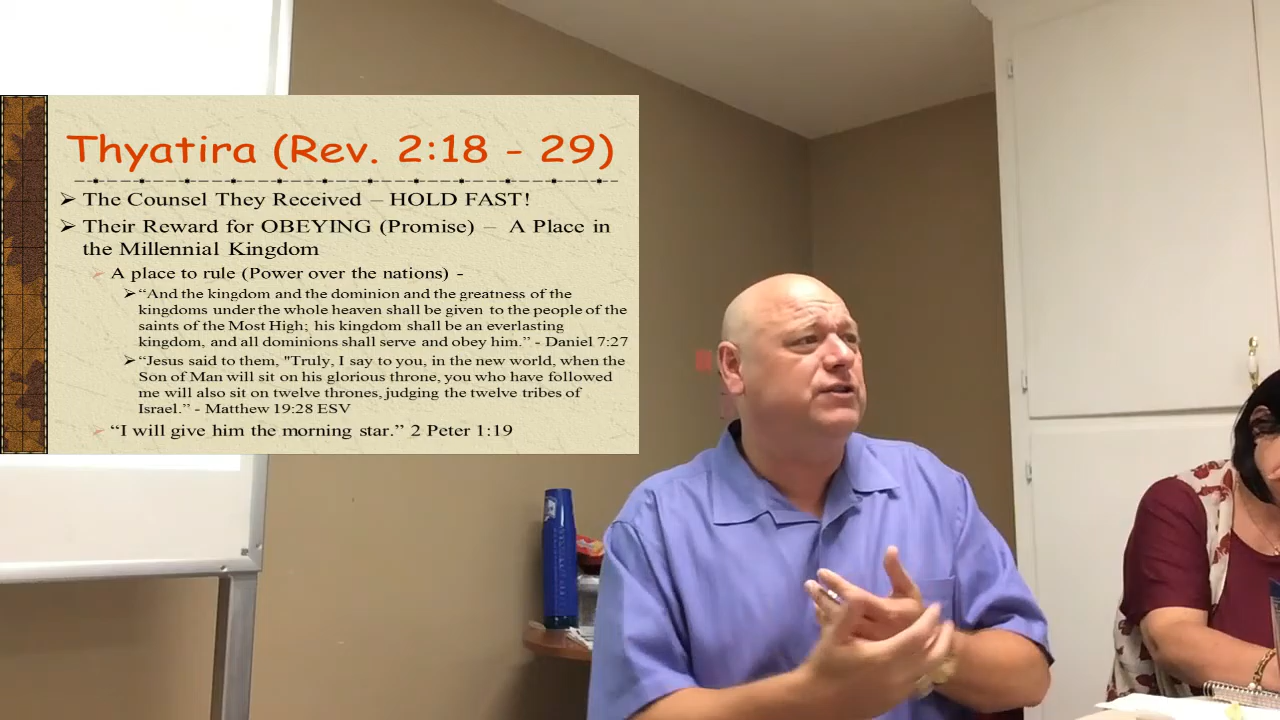 Thyatira (Rev. 2:18 - 29)
The Counsel They Received – HOLD FAST!
Their Reward for OBEYING (Promise) – A Place in
the Millennial Kingdom
A place to rule (Power over the nations) -
“And the kingdom and the dominion and the greatness of the
kingdoms under the whole heaven shall be given to the people of the
saints of the Most High; his kingdom shall be an everlasting
kingdom, and all dominions shall serve and obey him.” - Daniel 7:27
“Jesus said to them, "Truly, I say to you, in the new world, when the
Son of Man will sit on his glorious throne, you who have followed
me will also sit on twelve thrones, judging the twelve tribes of
Israel.” - Matthew 19:28 ESV
“I will give him the morning star.” 2 Peter 1:19